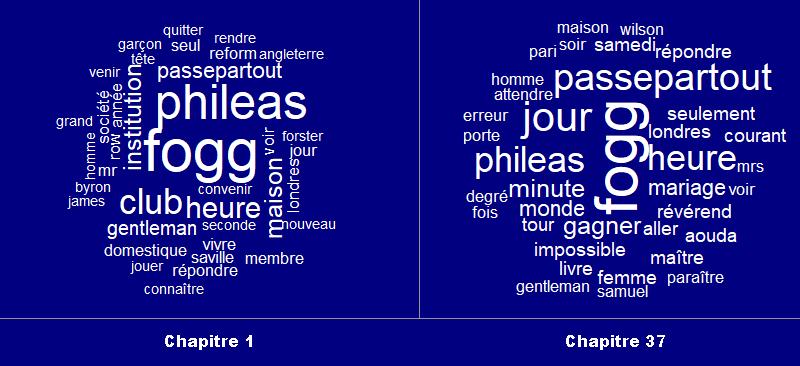 quitter
rendre
garçon
seul
reform
angleterre
tête
venir
passepartout
institution
année
société
phileas
grand
row
homme
fogg
voir
forster
jour
mr
maison
londres
byron
convenir
james
club
heure
gentleman
seconde
nouveau
domestique
vivre
saville
membre
jouer
répondre
connaître
Chapitre 1
maison
wilson
pari
soir
samedi
répondre
homme
passepartout
attendre
erreur
jour
fogg
seulement
porte
londres
courant
phileas
heure
mrs
degré
minute
mariage
voir
fois
monde
révérend
tour
gagner
aller
aouda
impossible
maître
livre
femme
paraître
gentleman
samuel
Chapitre 37